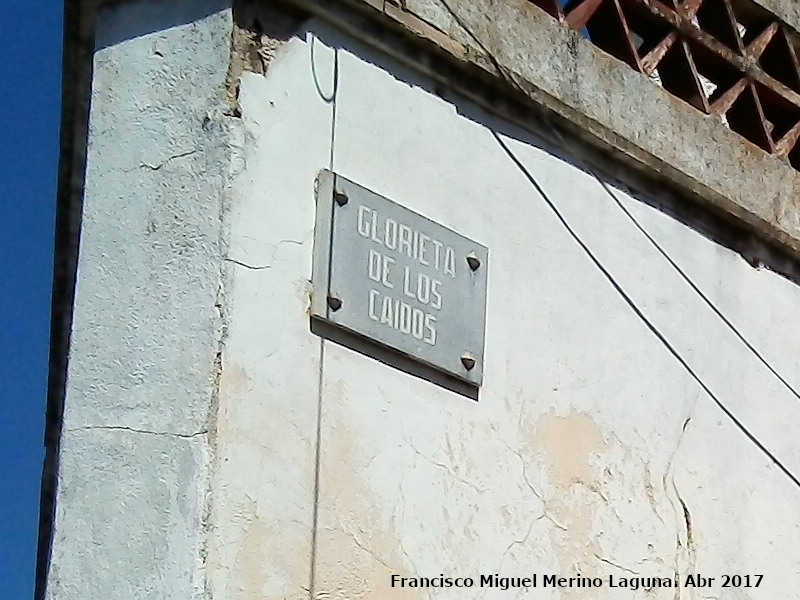 GLORIETA
DE LOS
CAIDOS
Francisco Miguel Merino Laguna. Abr 2017